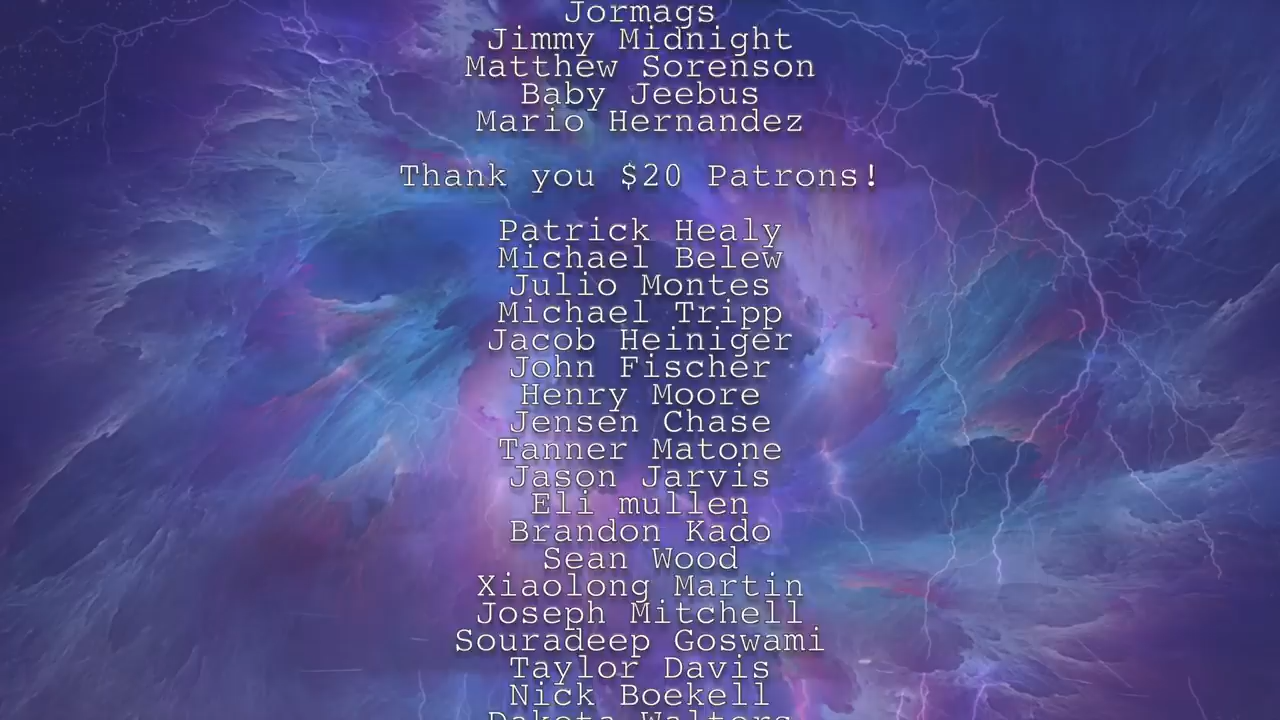 Jormags
Jimmy Midnight
Matthew Sorenson
Baby Jeebus
Mario Hernandez
Thank you $20 Patrons!
Patrick Healy
Michael Belew
Julio Montes
Michael Tripp
Jacob Heiniger
John Fischer
Henry Moore
Jensen Chase
Tanner Matone
Jason Jarvis
Eli mullen
Brandon Kado
Sean Wood
Xiaolong Martin
Joseph Mitchell
Souradeep Goswami
Taylor Davis
Nick Boekell
Dakota Walters